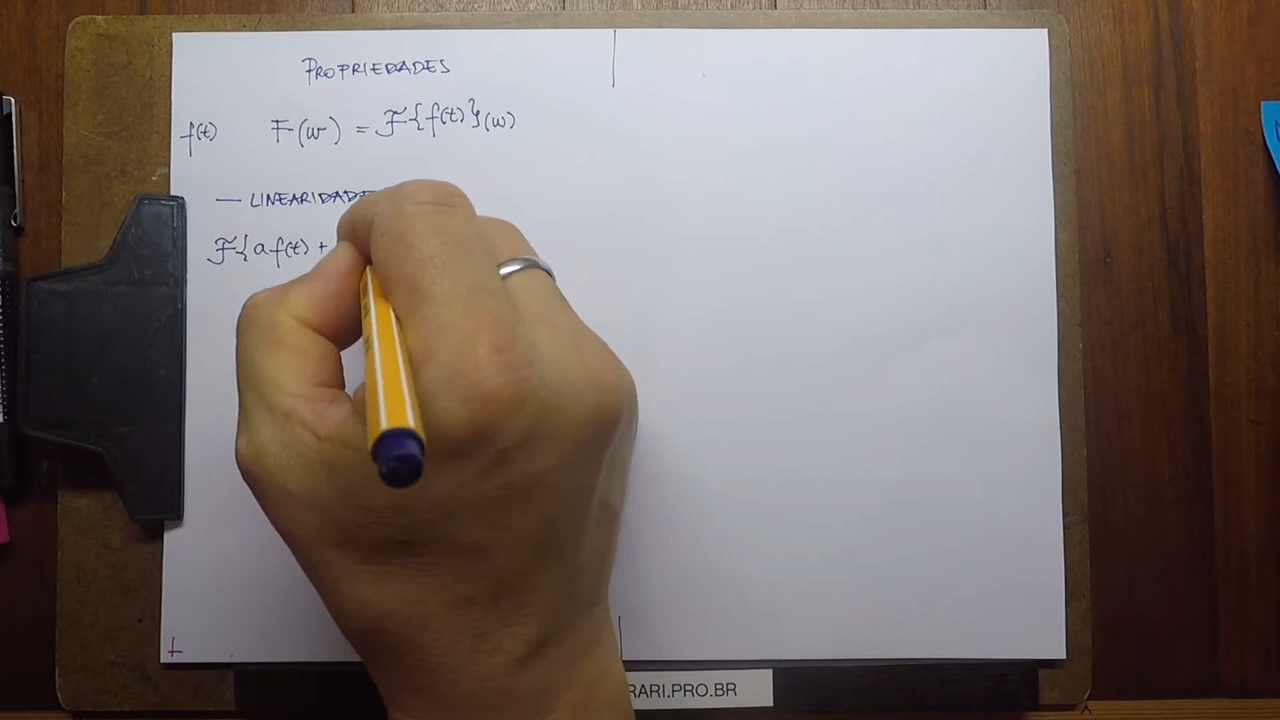 PROPRIEDADES
f(t) F(w) = ℱ{f(t)}(w)
— LINEARIDADE
ℱ{af(t) +
RARI.PRO.BR